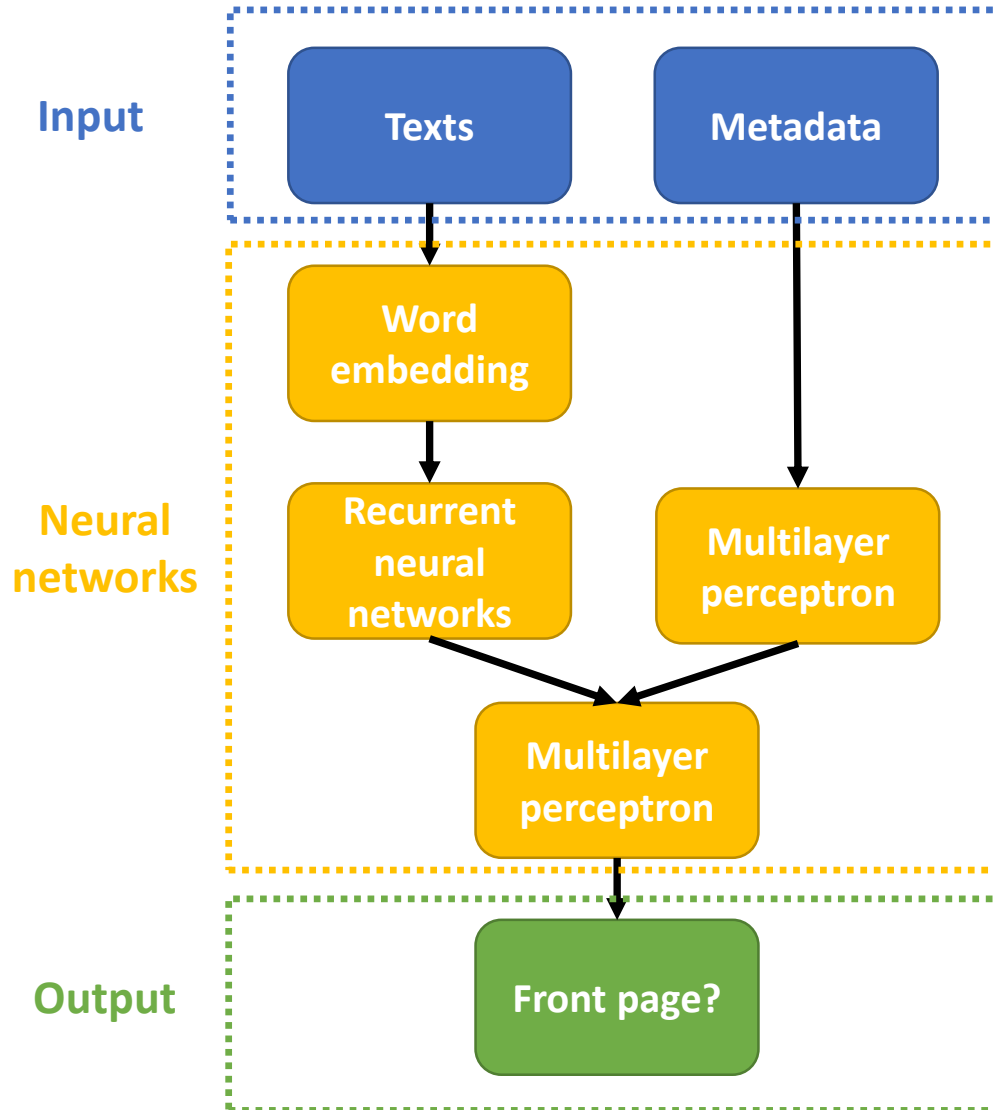 Input
Texts
Metadata
Word
embedding
Neural
networks
Recurrent
neural
networks
Multilayer
perceptron
Multilayer
perceptron
Output
Front page?